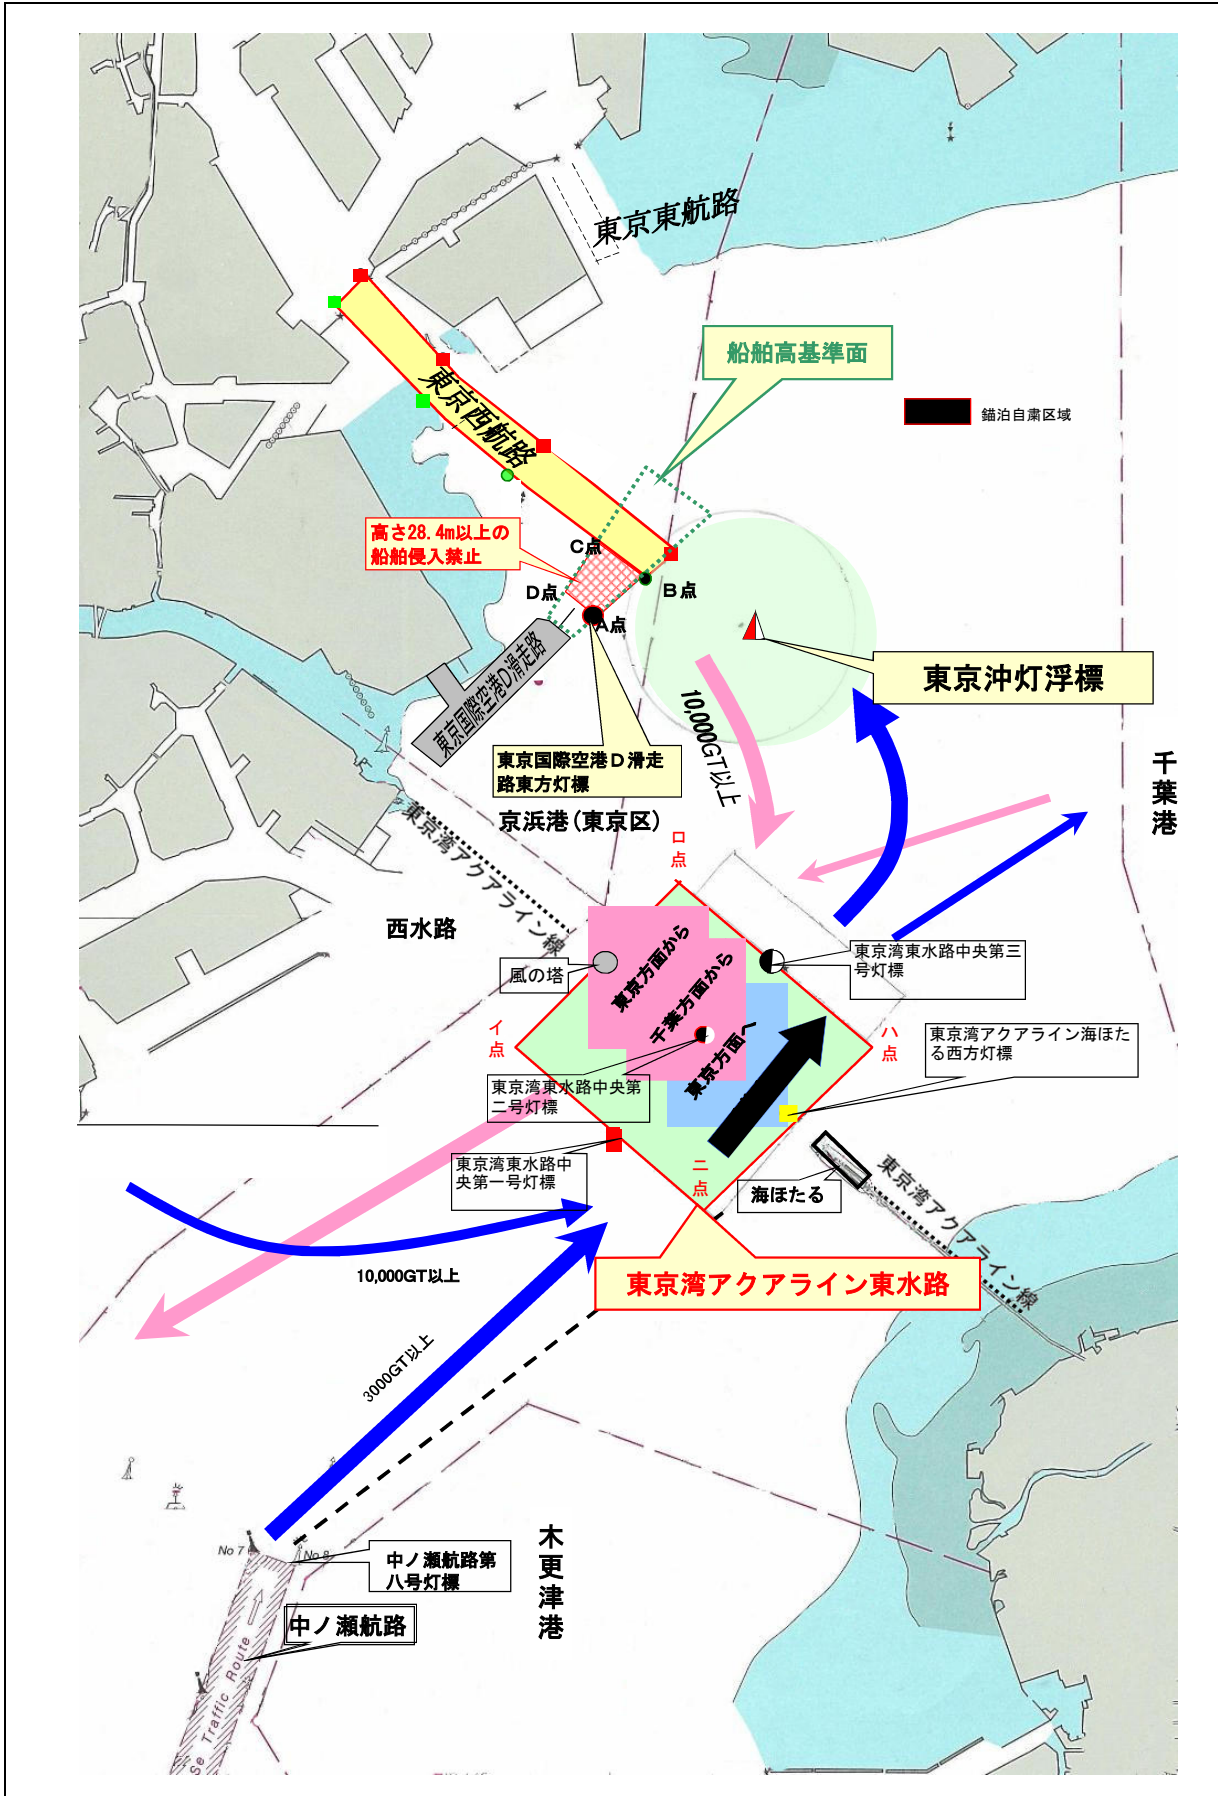 東京東航路
船舶高基準面
錨泊自粛区域
東京西航路
高さ28.4m以上の
船舶侵入禁止
C点
D点
B点
A点
東京国際空港D滑走路
東京沖灯浮標
10,000GT以上
東京国際空港D滑走
路東方灯標
千葉港
京浜港(東京区)
東京湾アクアライン線
ロ点
西水路
風の塔
東京方面から
千葉方面から
東京方面へ
東京湾東水路中央第三
号灯標
イ点
ハ点
東京湾アクアライン海ほた
る西方灯標
東京湾東水路中央第
二号灯標
東京湾東水路中
央第一号灯標
ニ点
海ほたる
東京湾アクアライン線
10,000GT以上
東京湾アクアライン東水路
3000GT以上
No 7
No 8
中ノ瀬航路第
八号灯標
木更津港
中ノ瀬航路
Se Traffic Route